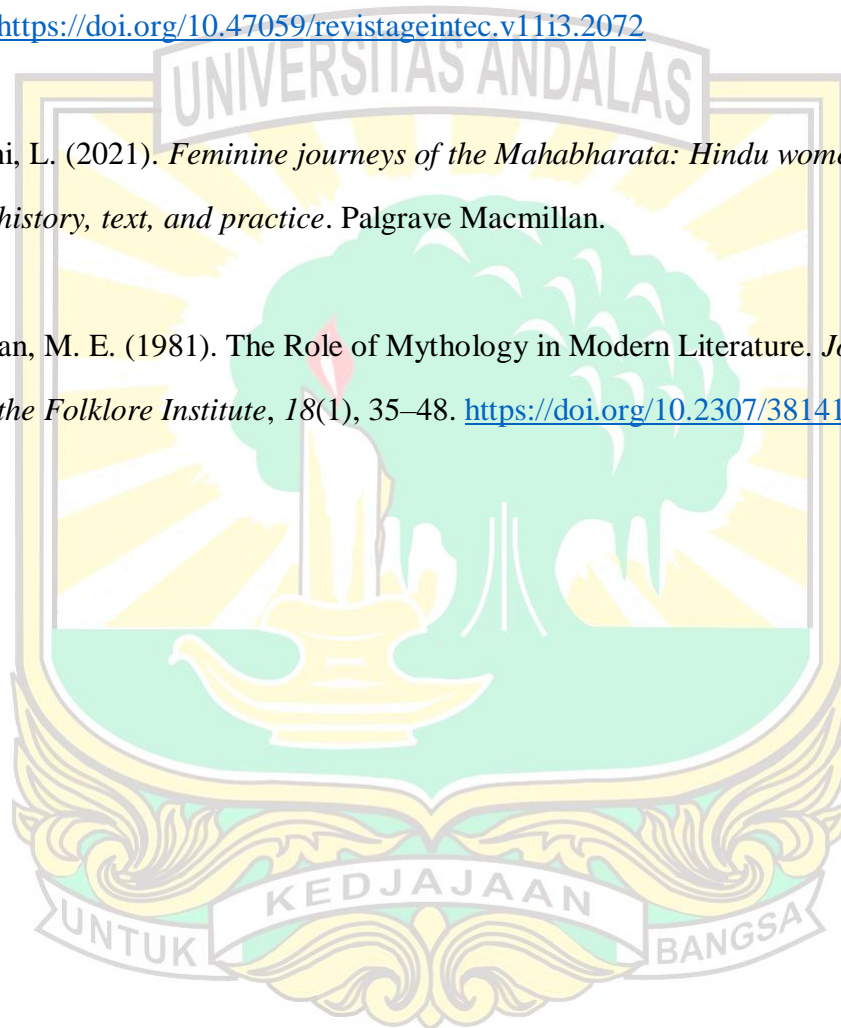 https://doi.org/10.47059/revistageintec.v11i3.2072
UNIVERSITAS ANDALAS
ni, L. (2021). Feminine journeys of the Mahabharata: Hindu wome
history, text, and practice. Palgrave Macmillan.
an, M. E. (1981). The Role of Mythology in Modern Literature. Jo
the Folklore Institute, 18(1), 35–48. https://doi.org/10.2307/38141
KEDJAJAAN
UNTUK BANGSA